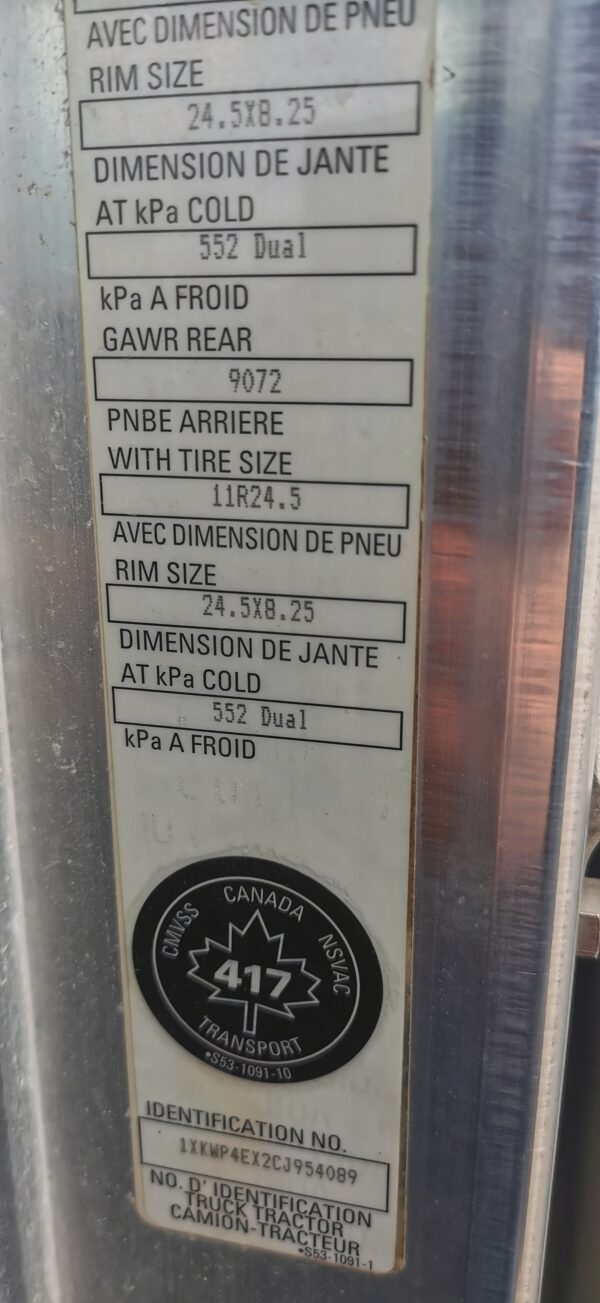 AVEC DIMENSION DE PNEU
RIM SIZE
24.5X8.25
DIMENSION DE JANTE
AT kPa COLD
552 Dual
kPa A FROID
GAWR REAR
9072
PNBE ARRIERE
WITH TIRE SIZE
11R24.5
AVEC DIMENSION DE PNEU
RIM SIZE
24.5X8.25
DIMENSION DE JANTE
AT kPa COLD
552 Dual
kPa A FROID
CANADA
CMVSS
NSVAC
417
TRANSPORT
•S53-1091-10
IDENTIFICATION NO.
1XKWP4EX2CJ954089
NO. D' IDENTIFICATION
TRUCK TRACTOR
CAMION-TRACTEUR
•S53-1091-1